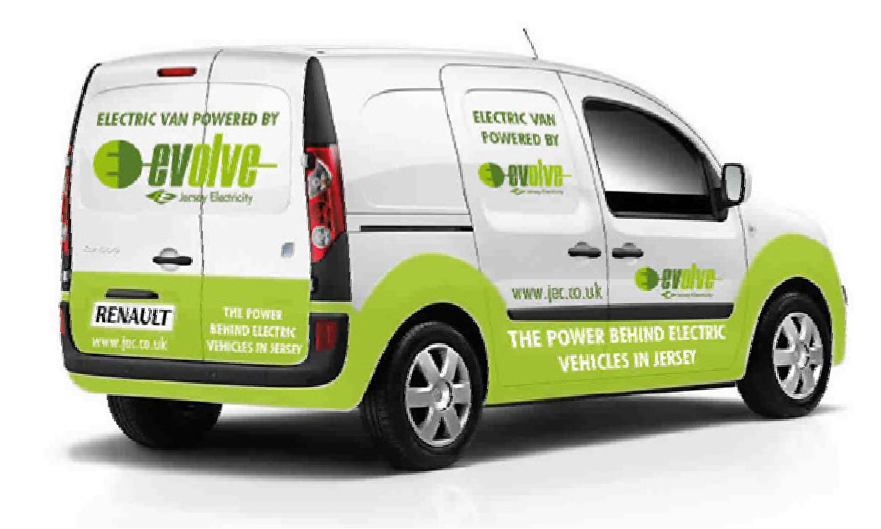 ELECTRIC VAN POWERED BY
evolve
Jersey Electricity
RENAULT
www.jec.co.uk
THE POWER
BEHIND ELECTRIC
VEHICLES IN JERSEY
ELECTRIC VAN
POWERED BY
evolve
Jersey Electricity
www.jec.co.uk
evolve
Jersey Electricity
THE POWER BEHIND ELECTRIC
VEHICLES IN JERSEY